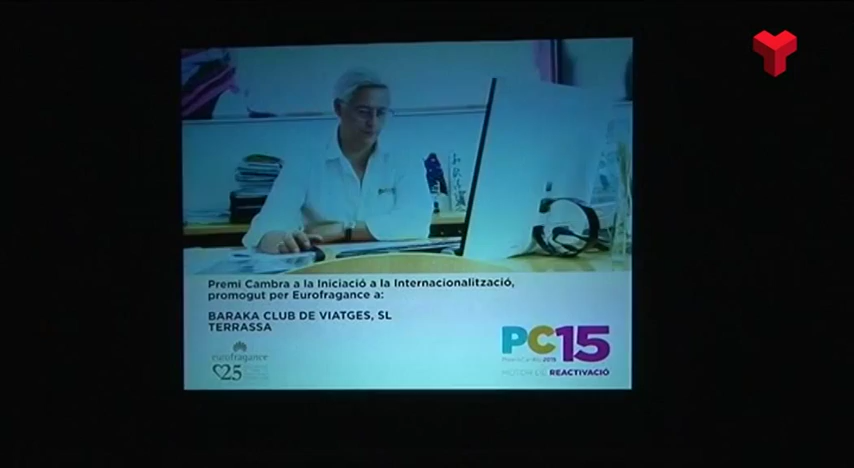 Premi Cambra a la Iniciació a la Internacionalització,
promogut per Eurofragance a:
BARAKA CLUB DE VIATGES, SL
TERRASSA
eurofragance
25
PC15
MOTOR DE REACTIVACIÓ